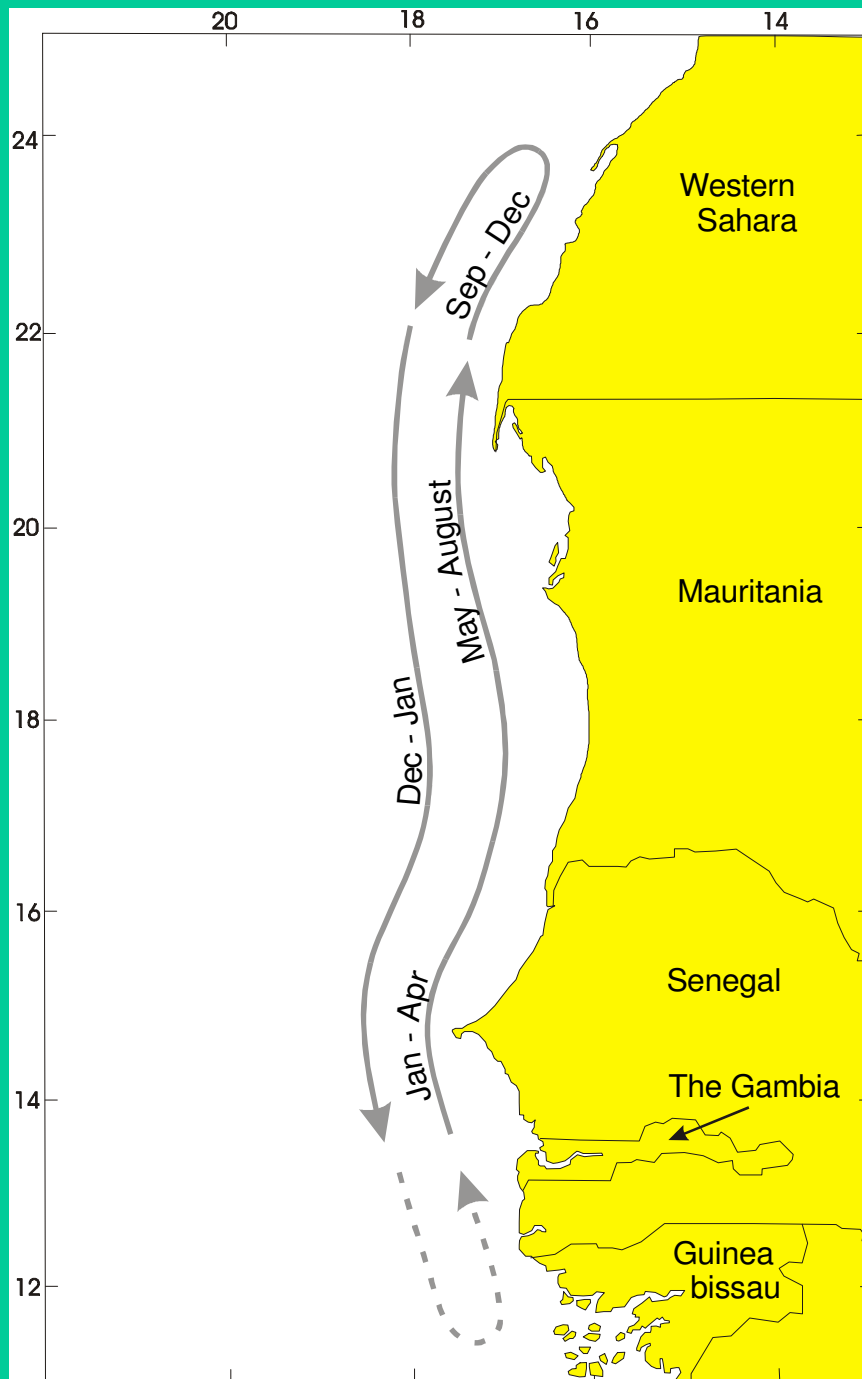 20 18 16 14
24
Western
Sahara
Sep - Dec
22
20
May - August
Mauritania
18
Dec - Jan
16
Jan - Apr
Senegal
14
The Gambia
12
Guinea
bissau